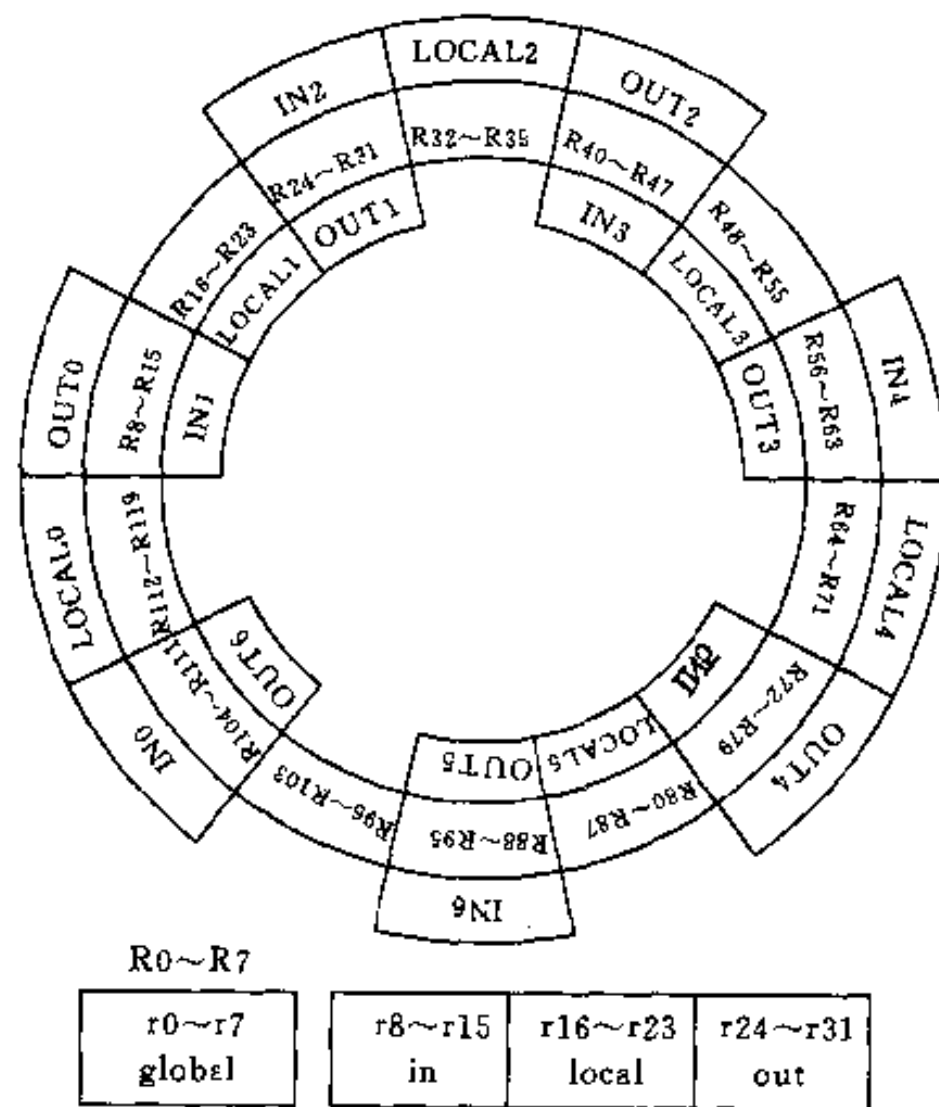 LOCAL2
IN2
OUT2
R32～R35
R24～R31
R40～R47
OUT1
IN3
R16～R23
R48～R55
LOCAL1
LOCAL3
OUT0
R8～R15
IN1
OUT3
R56～R63
IN4
LOCAL0
R112～R119
R64～R71
LOCAL4
OUT6
R104～R111
IN0
R72～R79
OUT4
OUT5
LOCAL5
R96～R103
R88～R95
R80～R87
IN6
R0～R7
r0～r7
global
r8～r15
in
r16～r23
local
r24～r31
out